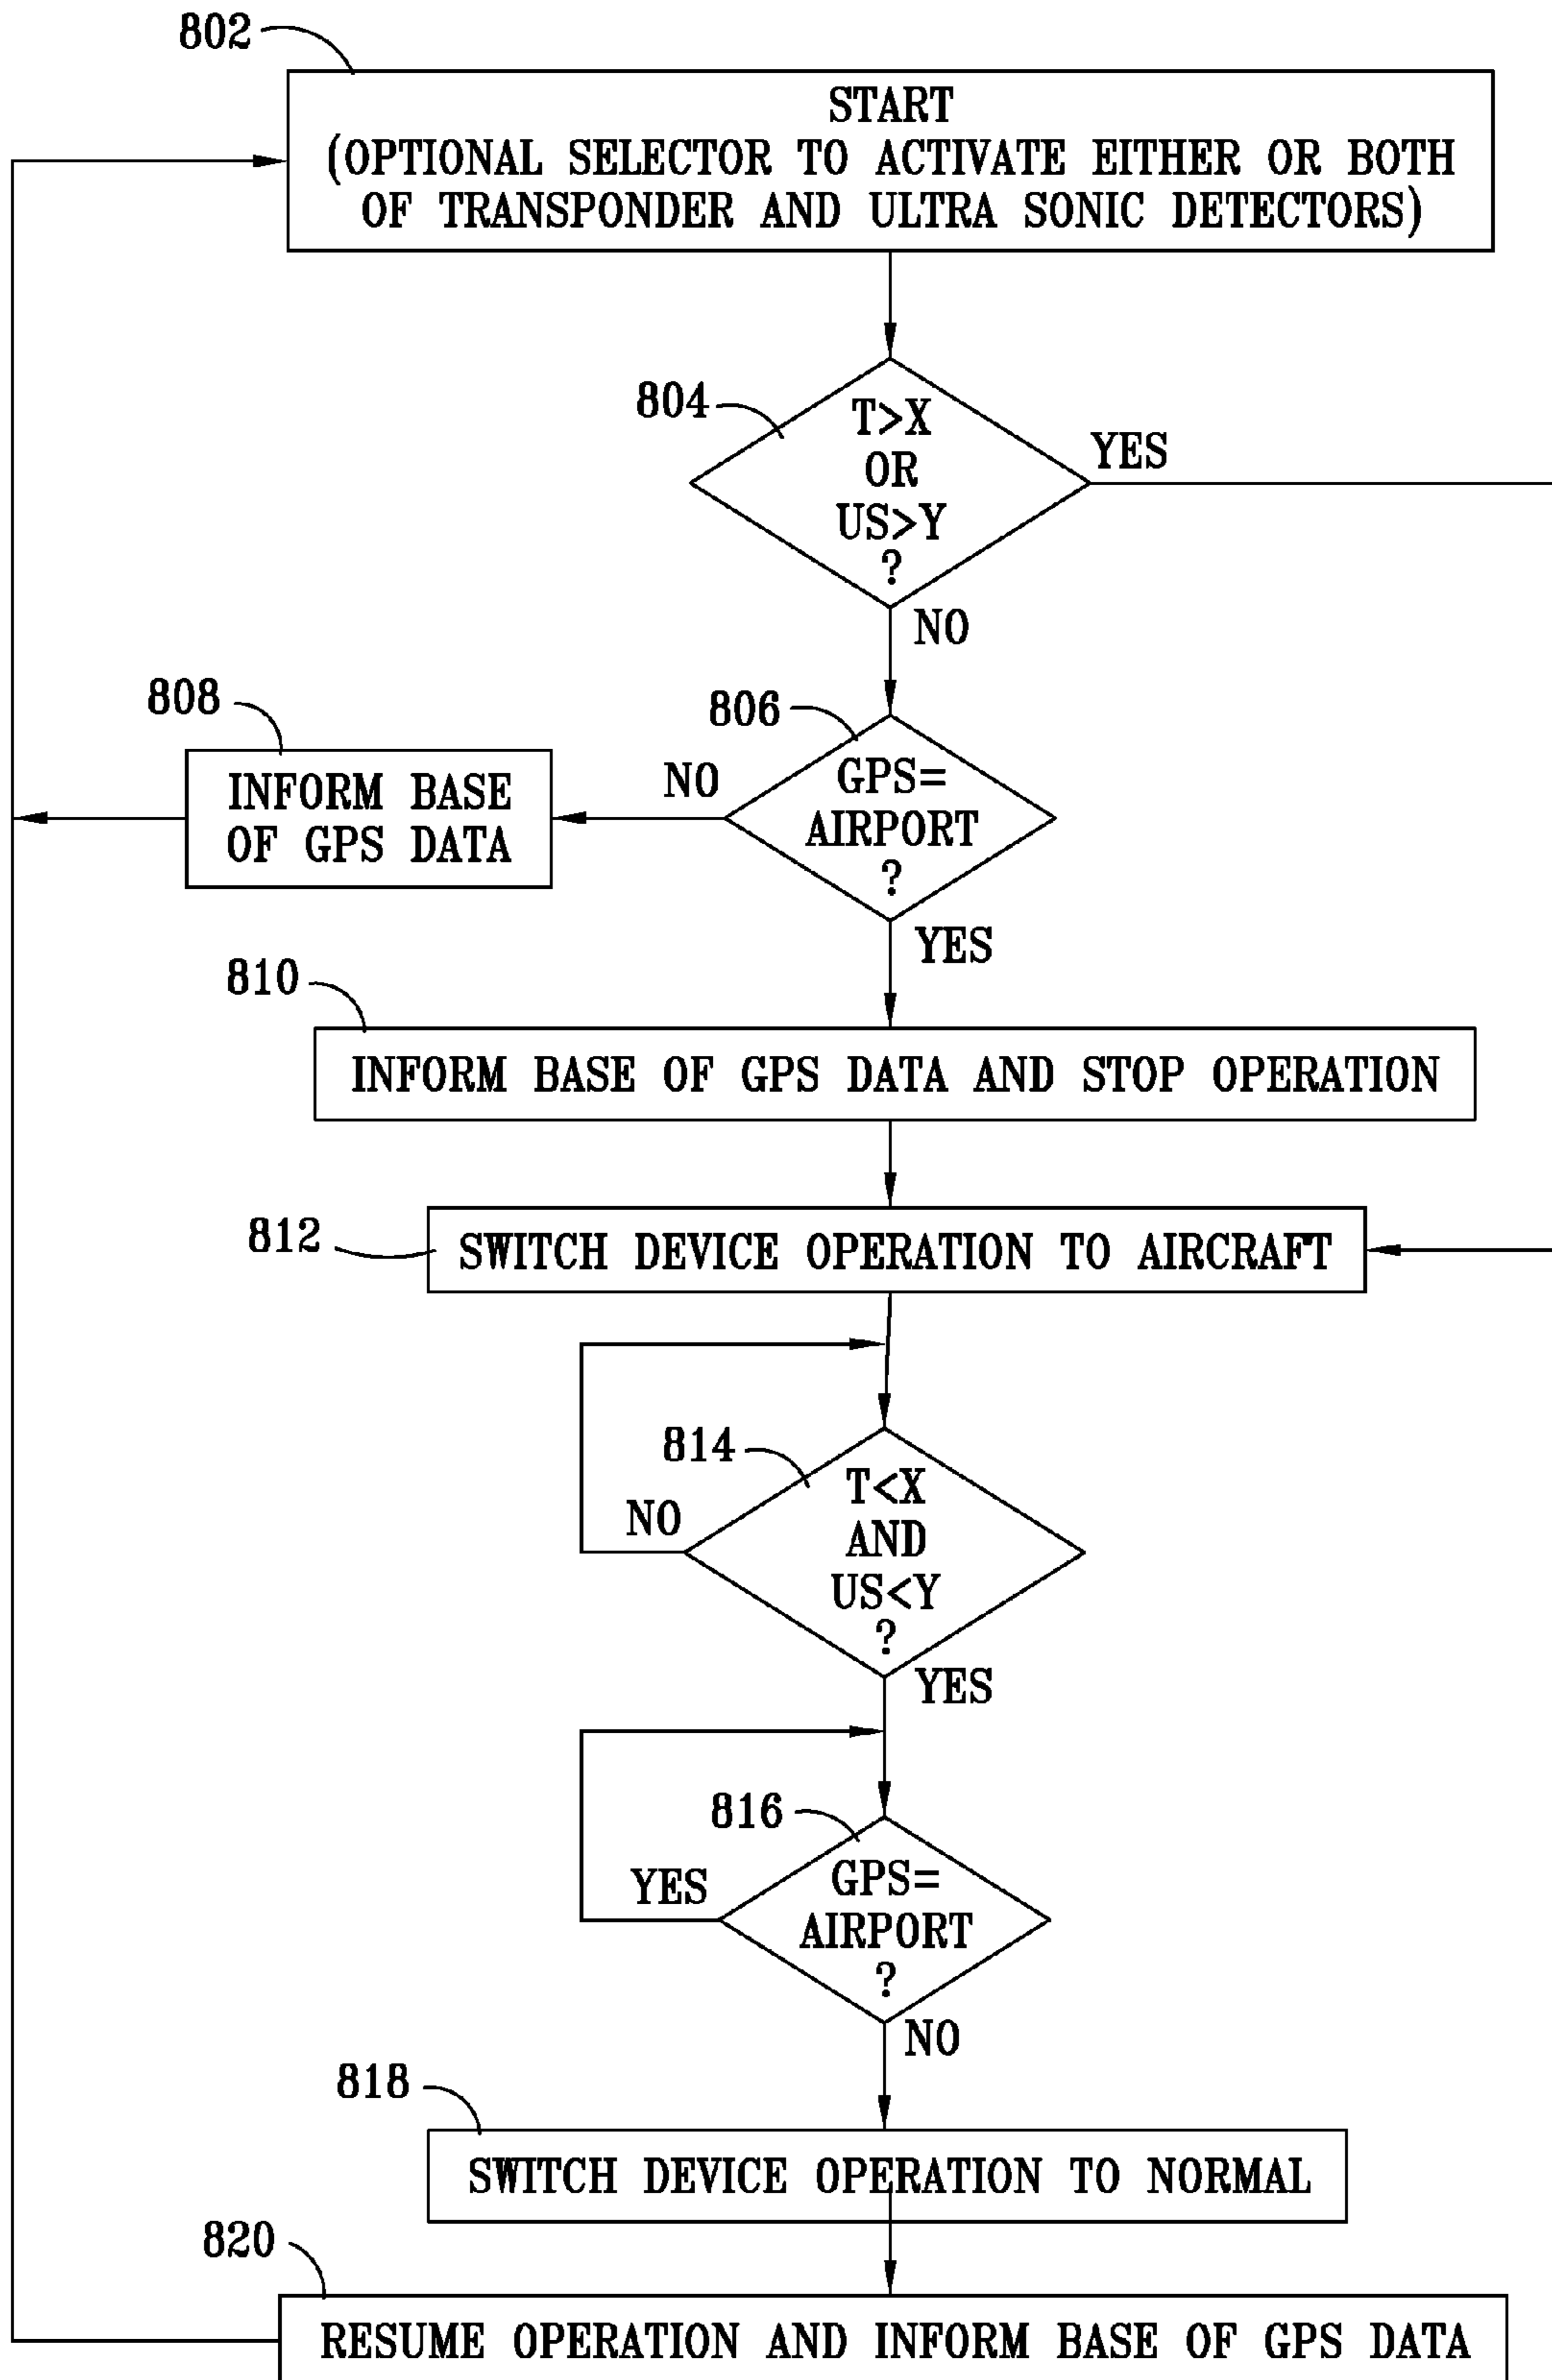 802
START
(OPTIONAL SELECTOR TO ACTIVATE EITHER OR BOTH
OF TRANSPONDER AND ULTRA SONIC DETECTORS)
804
T>X
OR
US>Y
?
YES
NO
808
INFORM BASE
OF GPS DATA
NO
806
GPS=
AIRPORT
?
YES
810
INFORM BASE OF GPS DATA AND STOP OPERATION
812
SWITCH DEVICE OPERATION TO AIRCRAFT
814
NO
T<X
AND
US<Y
?
YES
816
YES
GPS=
AIRPORT
?
NO
818
SWITCH DEVICE OPERATION TO NORMAL
820
RESUME OPERATION AND INFORM BASE OF GPS DATA